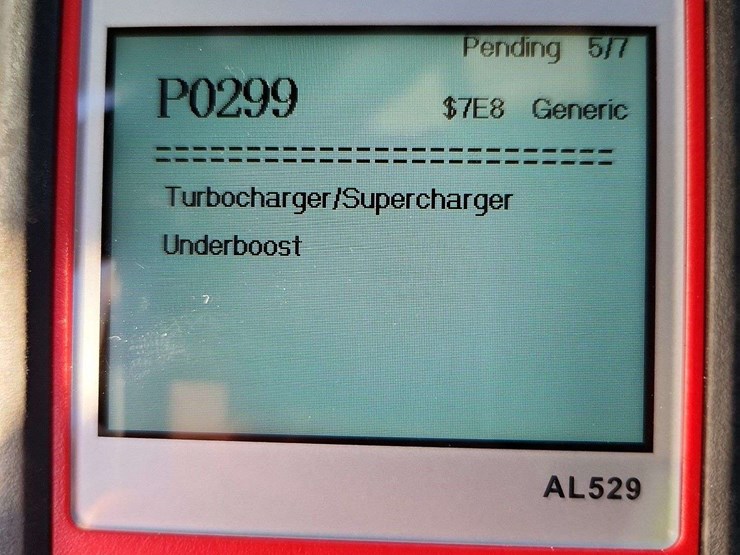 Pending 5/7
P0299 $7E8 Generic
==============================
Turbocharger/Supercharger
Underboost
AL529